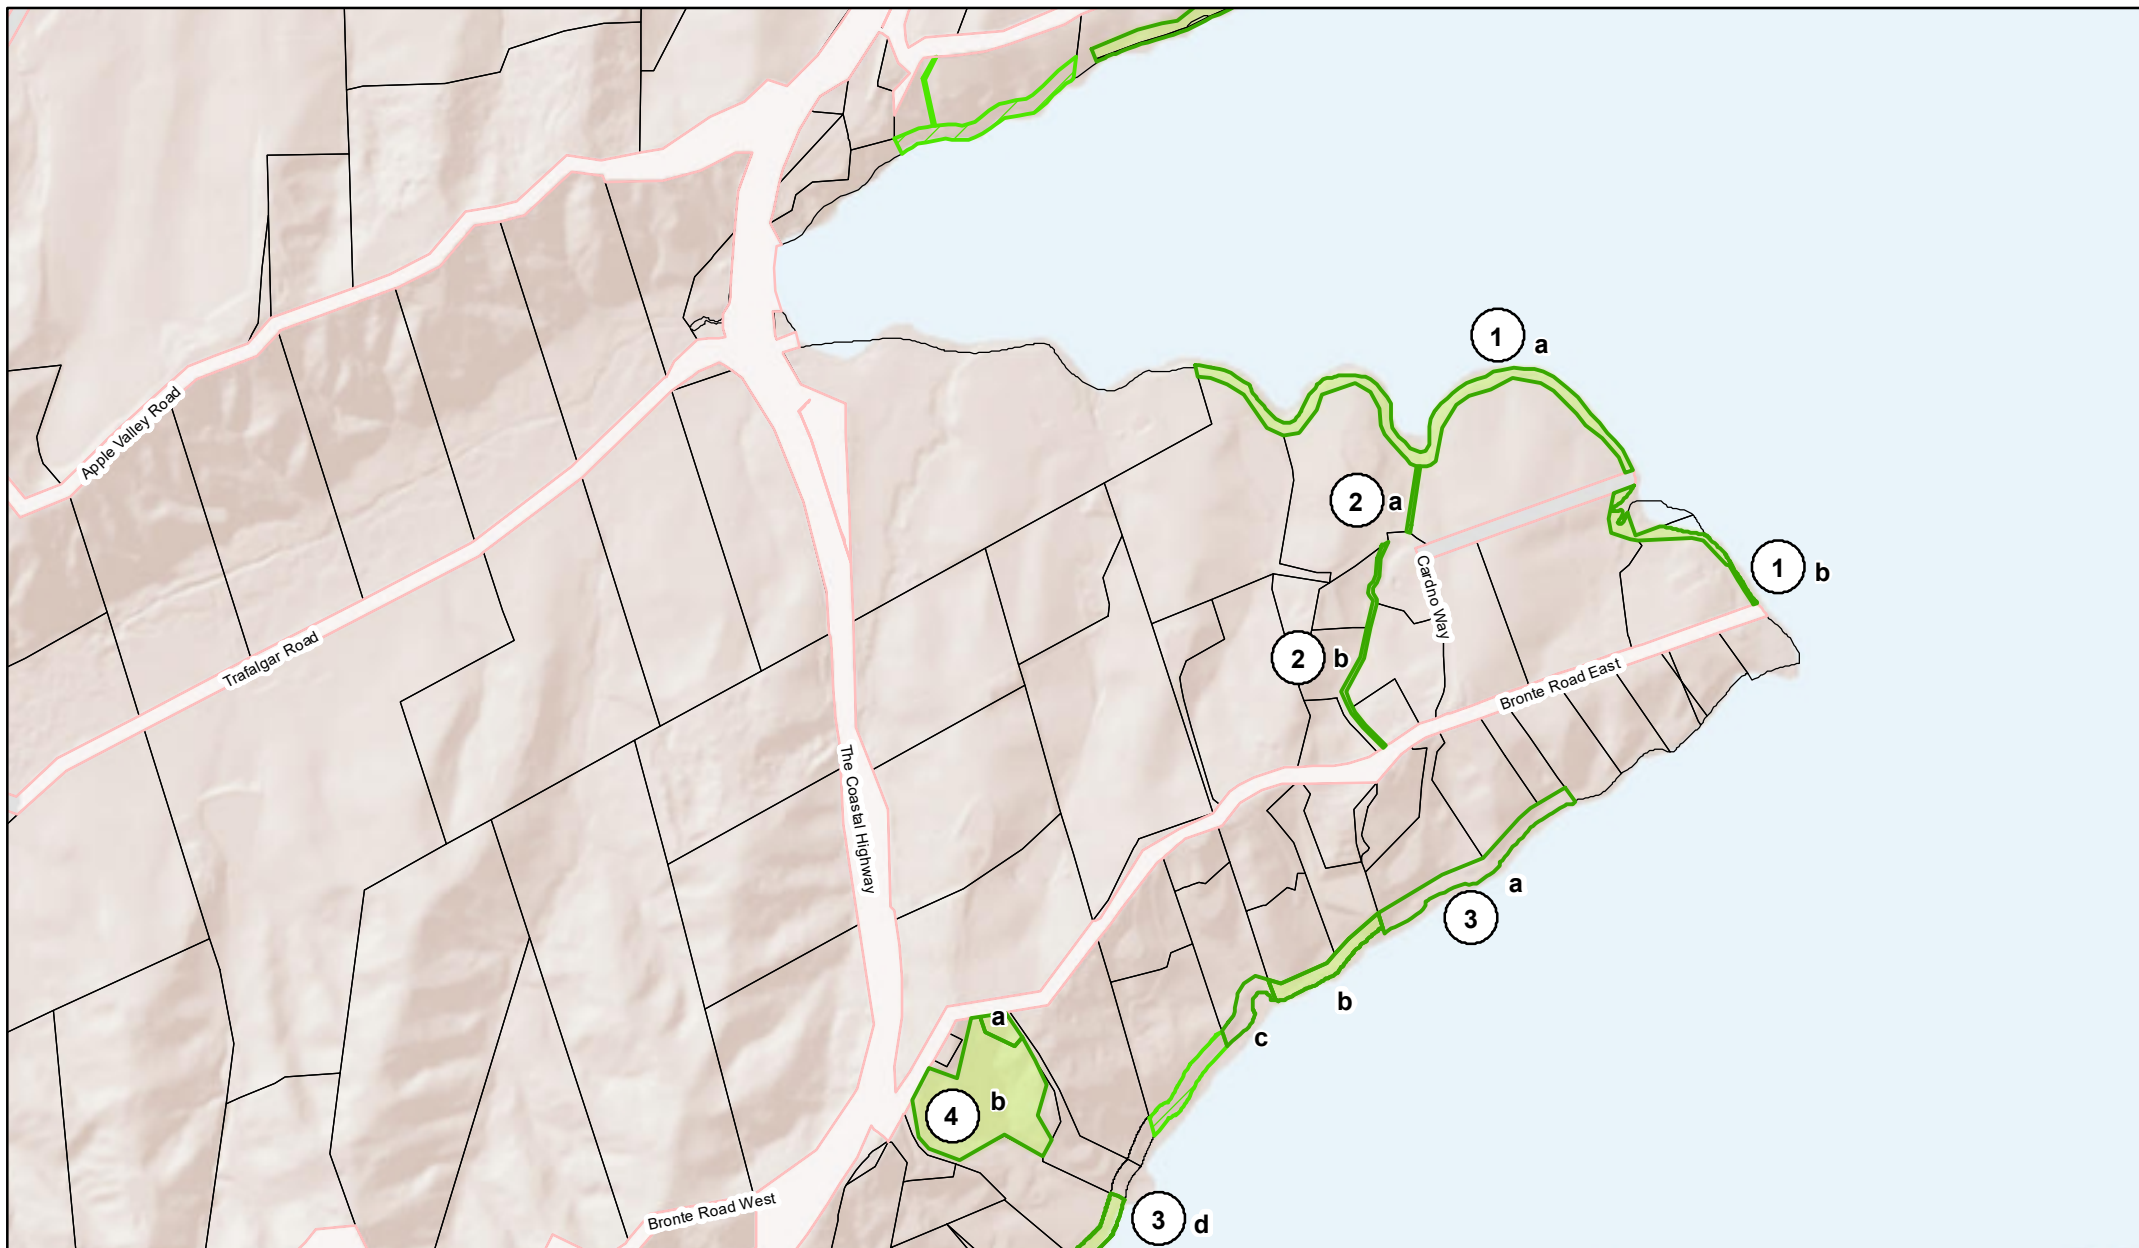 1 a
Apple Valley Road
2 a
1 b
Cardno Way
Trafalgar Road
2 b
Bronte Road East
The Coastal Highway
a
3
b
a
c
b
4
Bronte Road West
3 d